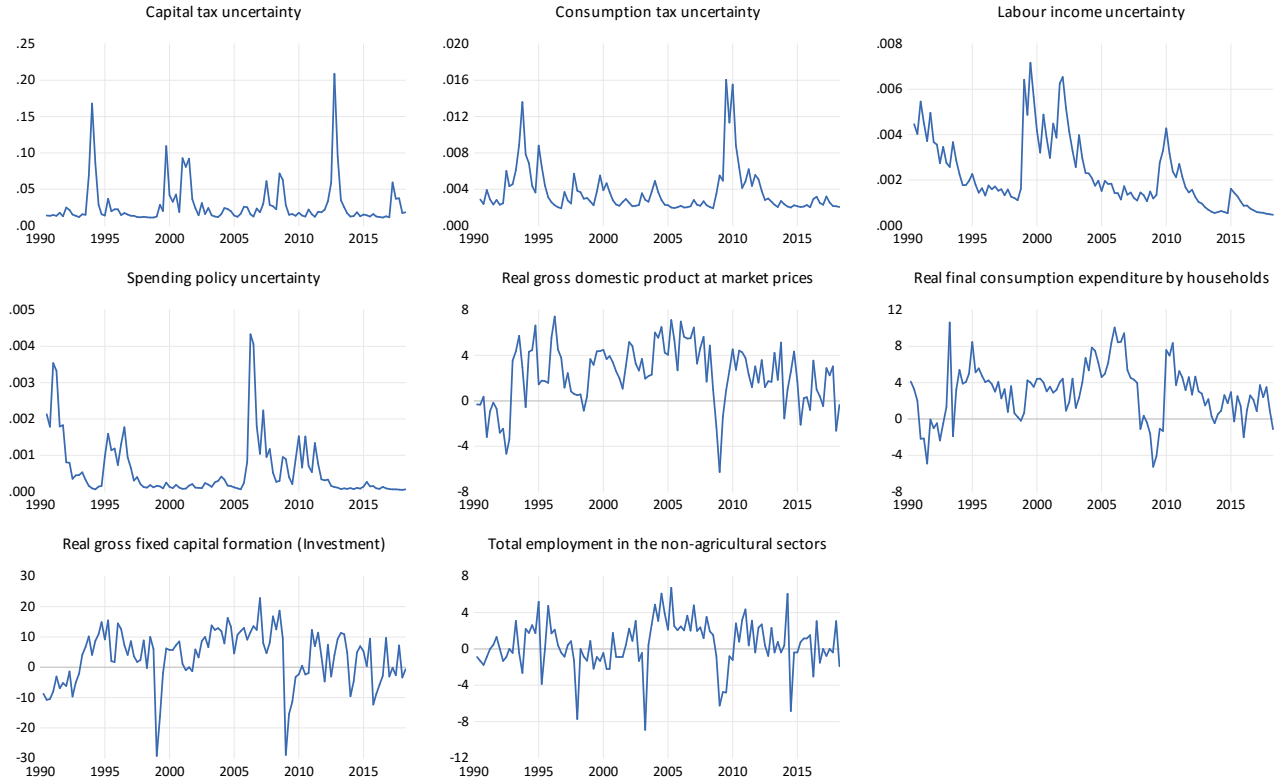 Capital tax uncertainty
.25
.20
.15
.10
.05
.00
1990 1995 2000 2005 2010 2015
Consumption tax uncertainty
.020
.016
.012
.008
.004
.000
1990 1995 2000 2005 2010 2015
Labour income uncertainty
.008
.006
.004
.002
.000
1990 1995 2000 2005 2010 2015
Spending policy uncertainty
.005
.004
.003
.002
.001
.000
1990 1995 2000 2005 2010 2015
Real gross domestic product at market prices
8
4
0
-4
-8
1990 1995 2000 2005 2010 2015
Real final consumption expenditure by households
12
8
4
0
-4
-8
1990 1995 2000 2005 2010 2015
Real gross fixed capital formation (Investment)
30
20
10
0
-10
-20
-30
1990 1995 2000 2005 2010 2015
Total employment in the non-agricultural sectors
8
4
0
-4
-8
-12
1990 1995 2000 2005 2010 2015